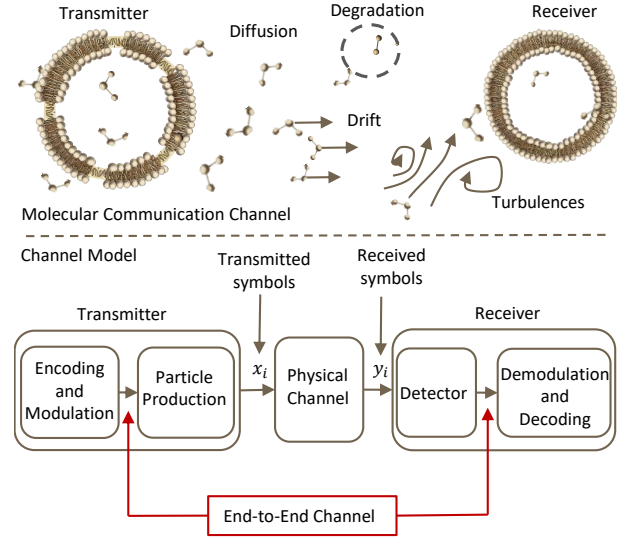 Transmitter
Diffusion
Degradation
Receiver
Drift
Turbulences
Molecular Communication Channel
Channel Model
Transmitted
symbols
Received
symbols
Transmitter
Receiver
Encoding
and
Modulation
Particle
Production
x_i
Physical
Channel
y_i
Detector
Demodulation
and
Decoding
End-to-End Channel